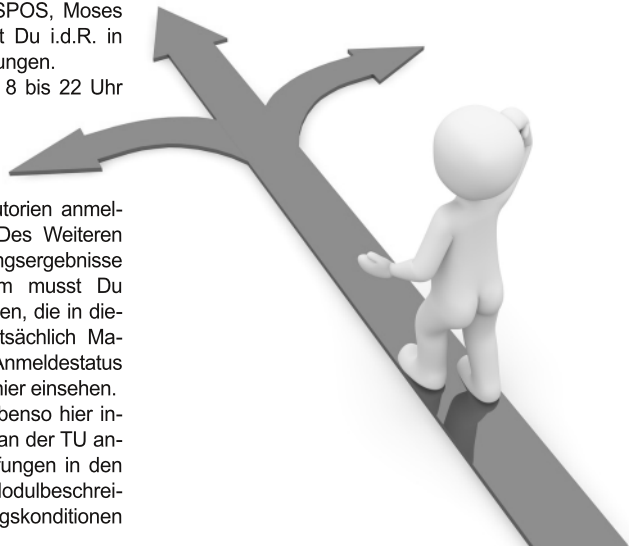 SPOS, Moses
t Du i.d.R. in
ungen.
8 bis 22 Uhr
utorien anmel-
Des Weiteren
ngsergebnisse
m musst Du
en, die in die-
tsächlich Ma-
Anmeldestatus
hier einsehen.
benso hier in-
an der TU an-
fungen in den
Modulbeschrei-
gskonditionen